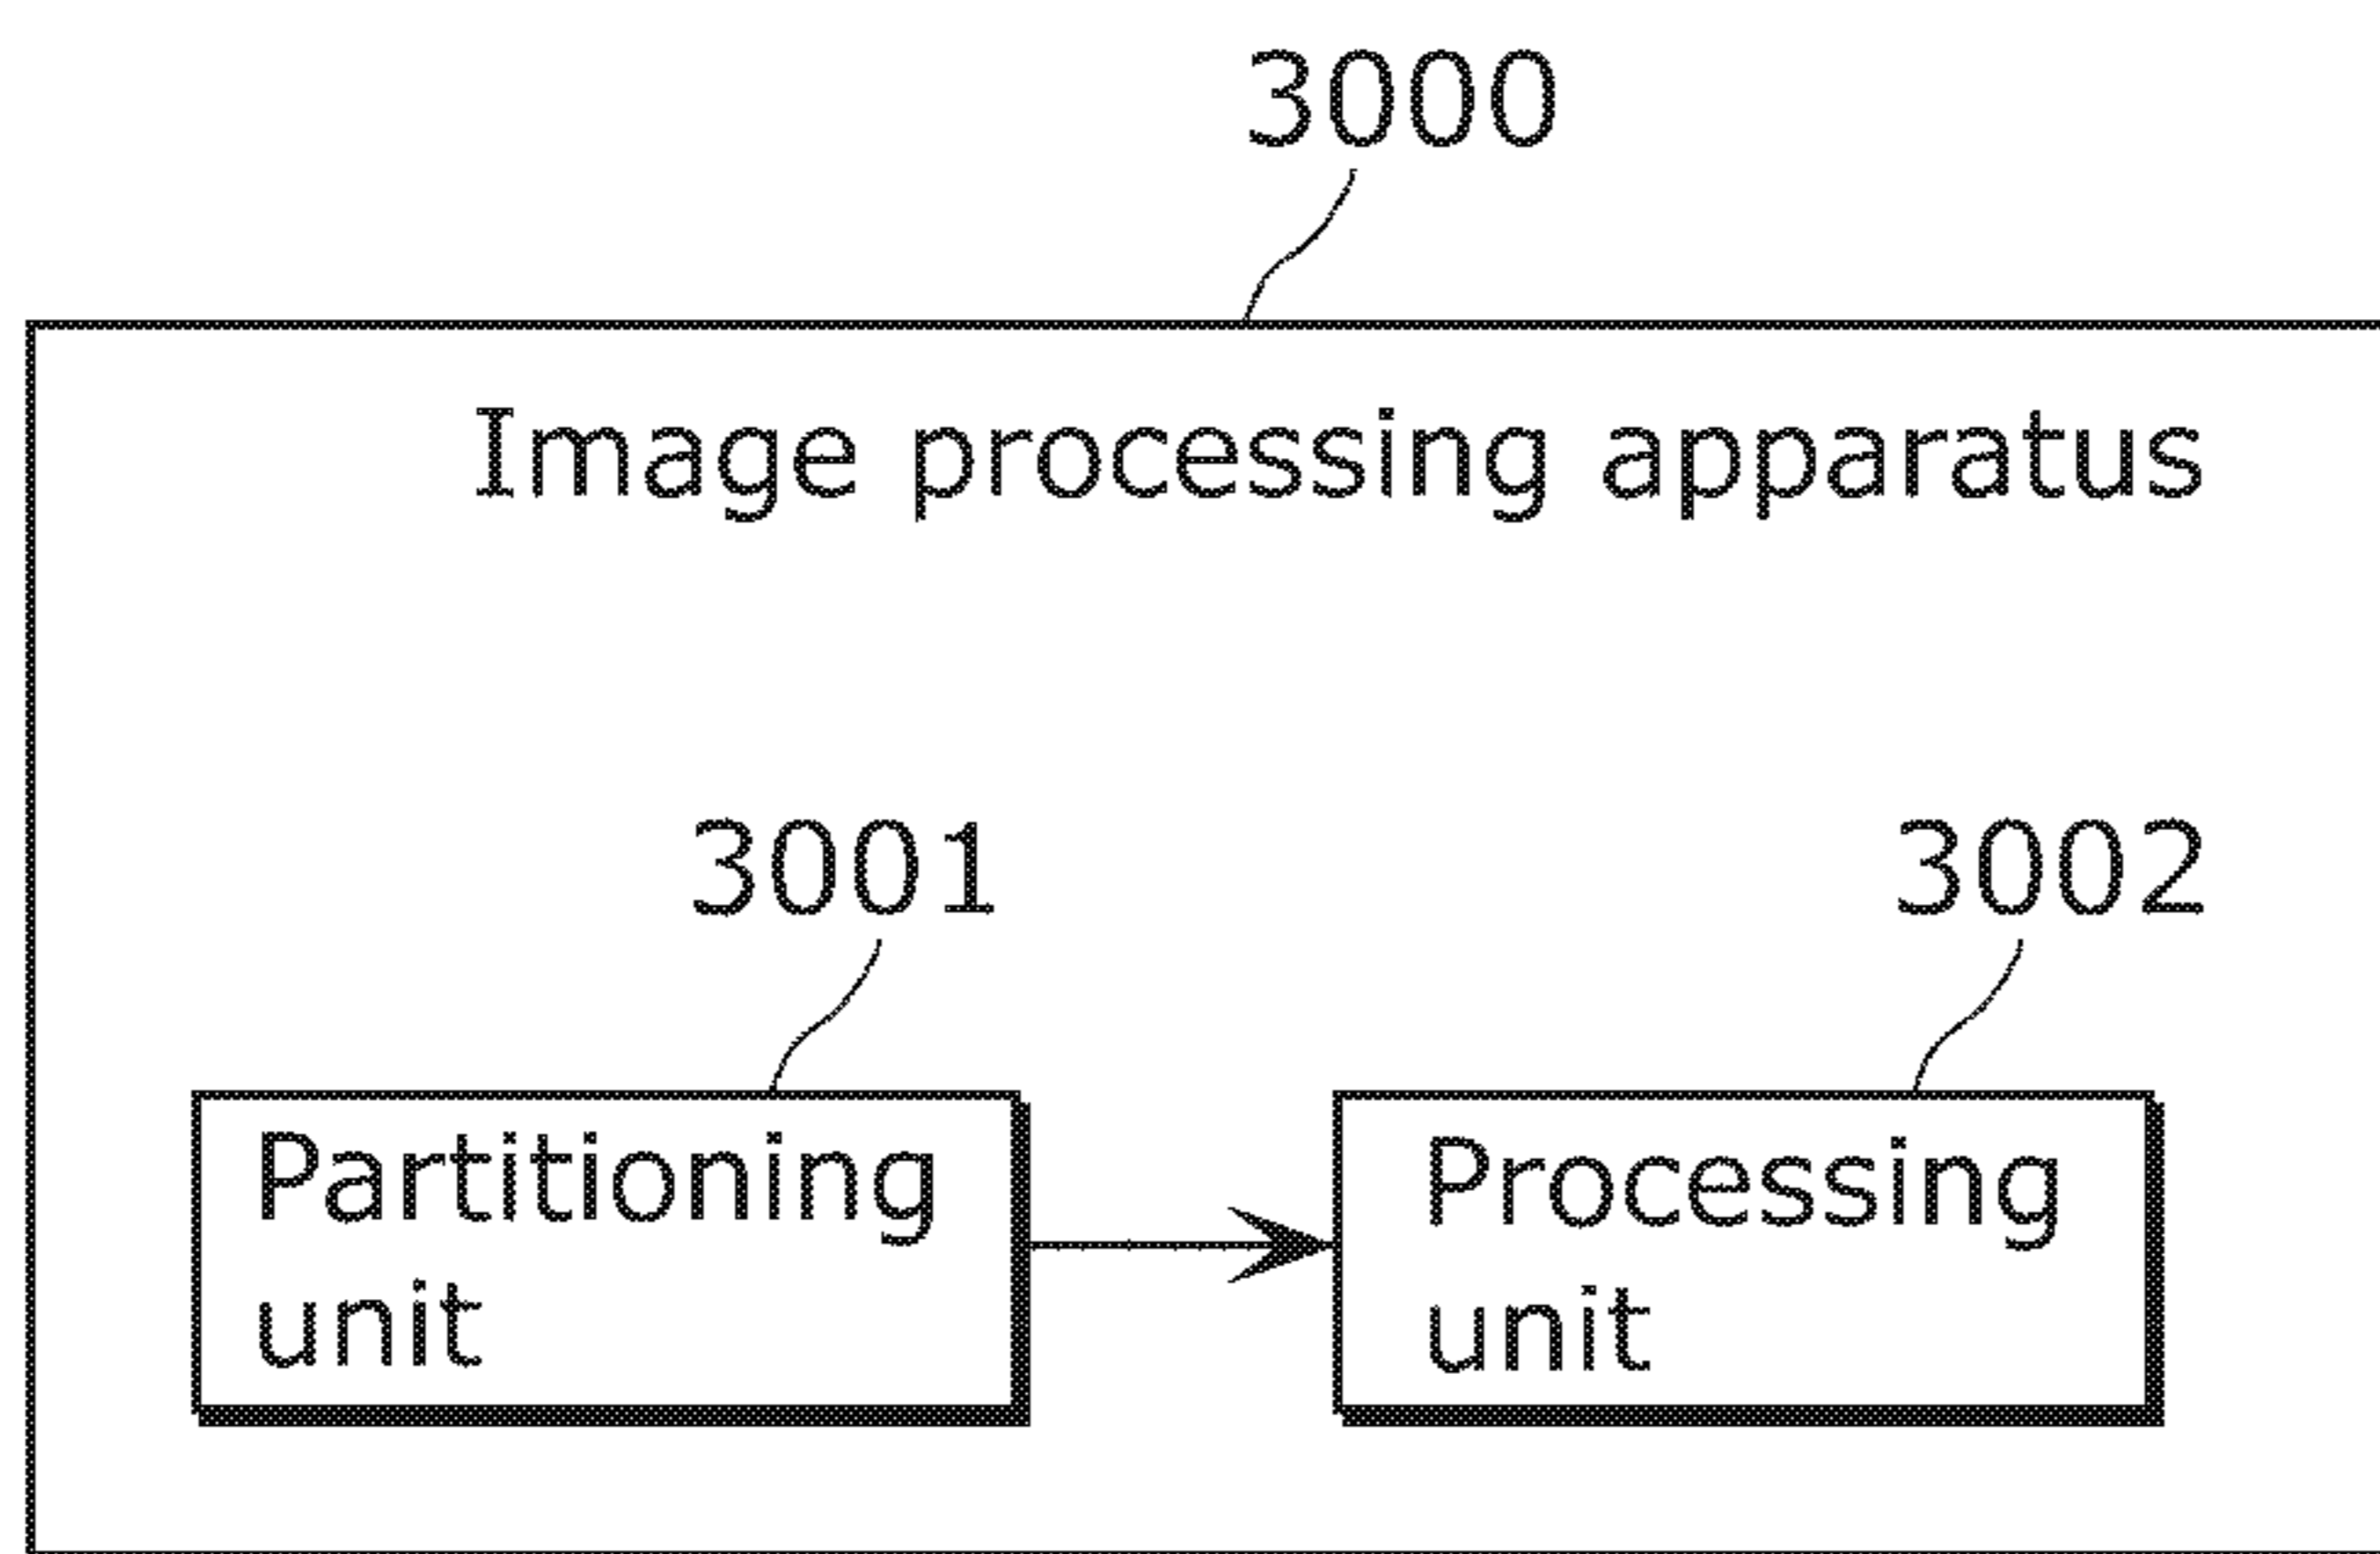 3000
Image processing apparatus
3001
3002
Partitioning
unit
Processing
unit